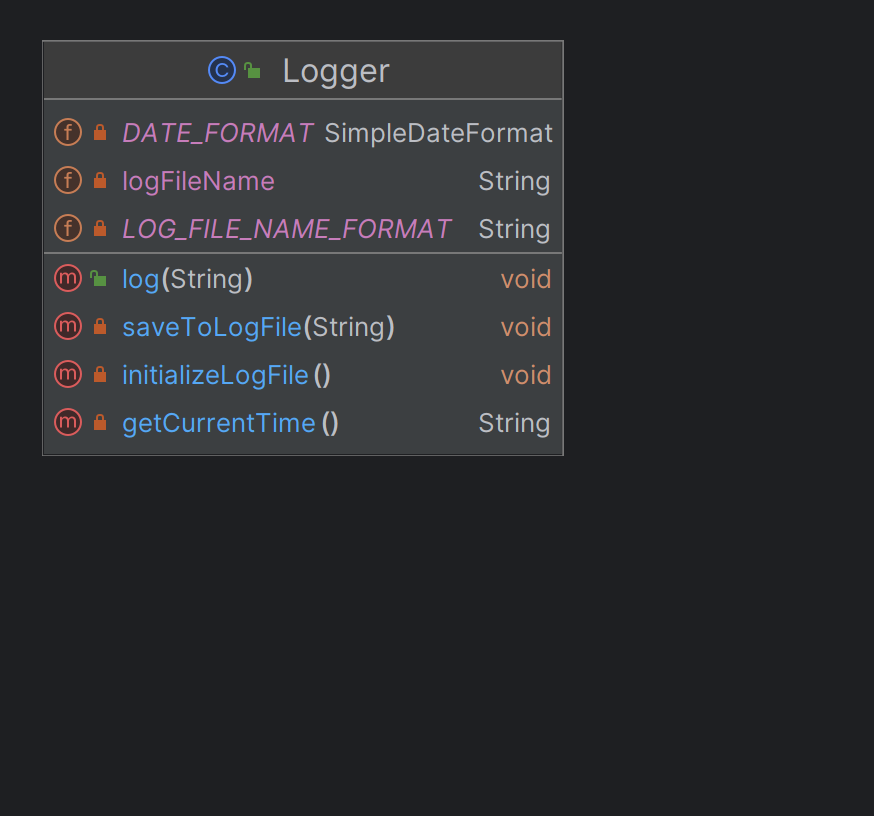 C Logger
f DATE_FORMAT SimpleDateFormat
f logFileName String
f LOG_FILE_NAME_FORMAT String
m log(String) void
m saveToLogFile(String) void
m initializeLogFile() void
m getCurrentTime() String